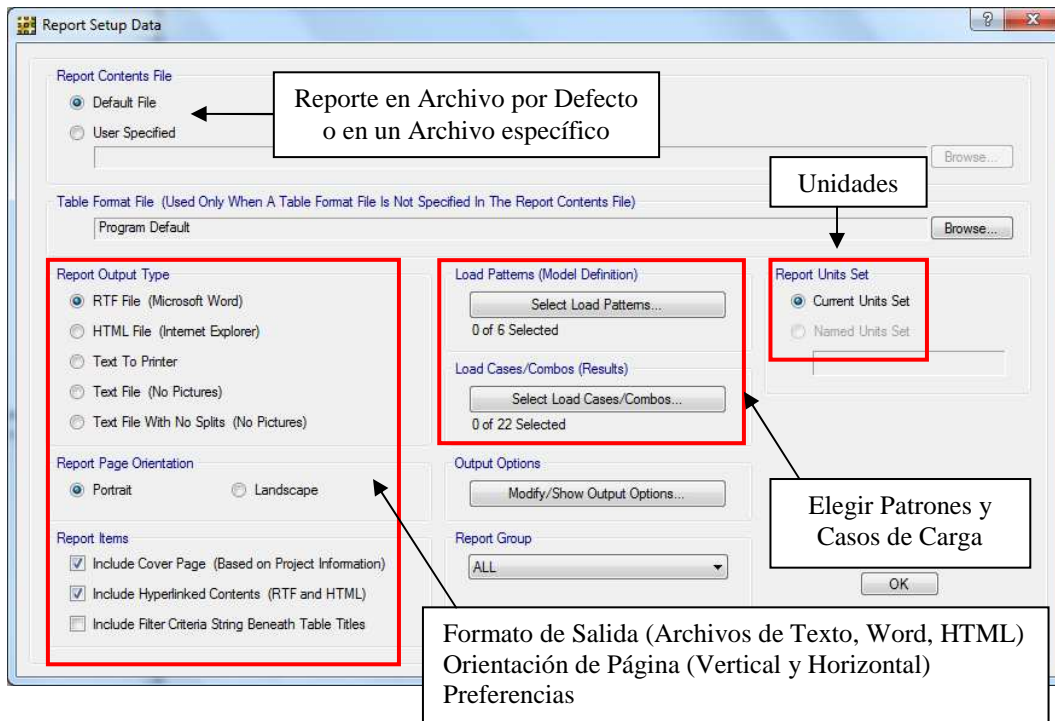 Report Setup Data
Report Contents File
Default File
User Specified
Browse...
Reporte en Archivo por Defecto
o en un Archivo específico
Unidades
Table Format File (Used Only When A Table Format File Is Not Specified In The Report Contents File)
Program Default
Browse...
Report Output Type
RTF File (Microsoft Word)
HTML File (Internet Explorer)
Text To Printer
Text File (No Pictures)
Text File With No Splits (No Pictures)
Load Patterns (Model Definition)
Select Load Patterns...
0 of 6 Selected
Load Cases/Combos (Results)
Select Load Cases/Combos...
0 of 22 Selected
Report Units Set
Current Units Set
Named Units Set
Report Page Orientation
Portrait
Landscape
Output Options
Modify/Show Output Options...
Elegir Patrones y
Casos de Carga
Report Items
Include Cover Page (Based on Project Information)
Include Hyperlinked Contents (RTF and HTML)
Include Filter Criteria String Beneath Table Titles
Report Group
ALL
OK
Formato de Salida (Archivos de Texto, Word, HTML)
Orientación de Página (Vertical y Horizontal)
Preferencias